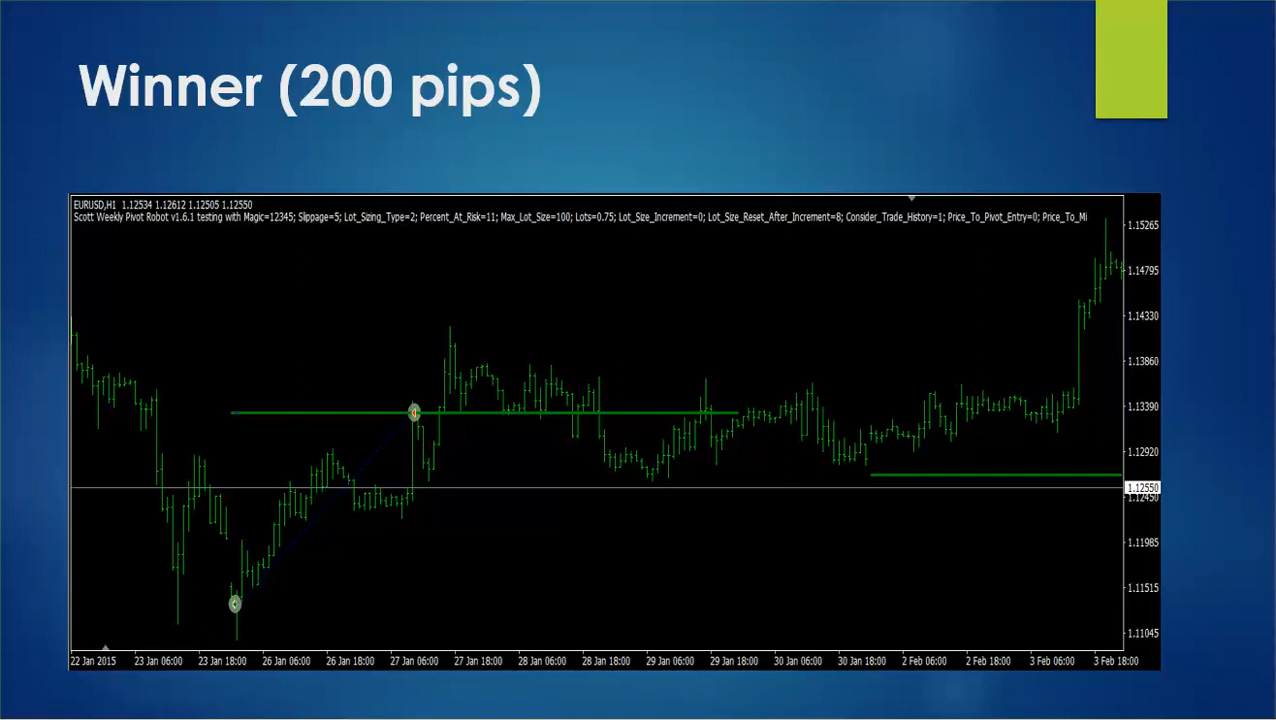 Winner (200 pips)
EURUSD,H1 1.12534 1.12612 1.12505 1.12550
Scott Weekly Pivot Robot v1.6.1 testing with Magic=12345; Slippage=5; Lot_Sizing_Type=2; Percent_At_Risk=11; Max_Lot_Size=100; Lots=0.75; Lot_Size_Increment=0; Lot_Size_Reset_After_Increment=8; Consider_Trade_History=1; Price_To_Pivot_Entry=0; Price_To_Mi
1.15265
1.14795
1.14330
1.13860
1.13390
1.12920
1.12550
1.12450
1.11985
1.11515
1.11045
22 Jan 2015 23 Jan 06:00 23 Jan 18:00 26 Jan 06:00 26 Jan 18:00 27 Jan 06:00 27 Jan 18:00 28 Jan 06:00 28 Jan 18:00 29 Jan 06:00 29 Jan 18:00 30 Jan 06:00 30 Jan 18:00 2 Feb 06:00 2 Feb 18:00 3 Feb 06:00 3 Feb 18:00